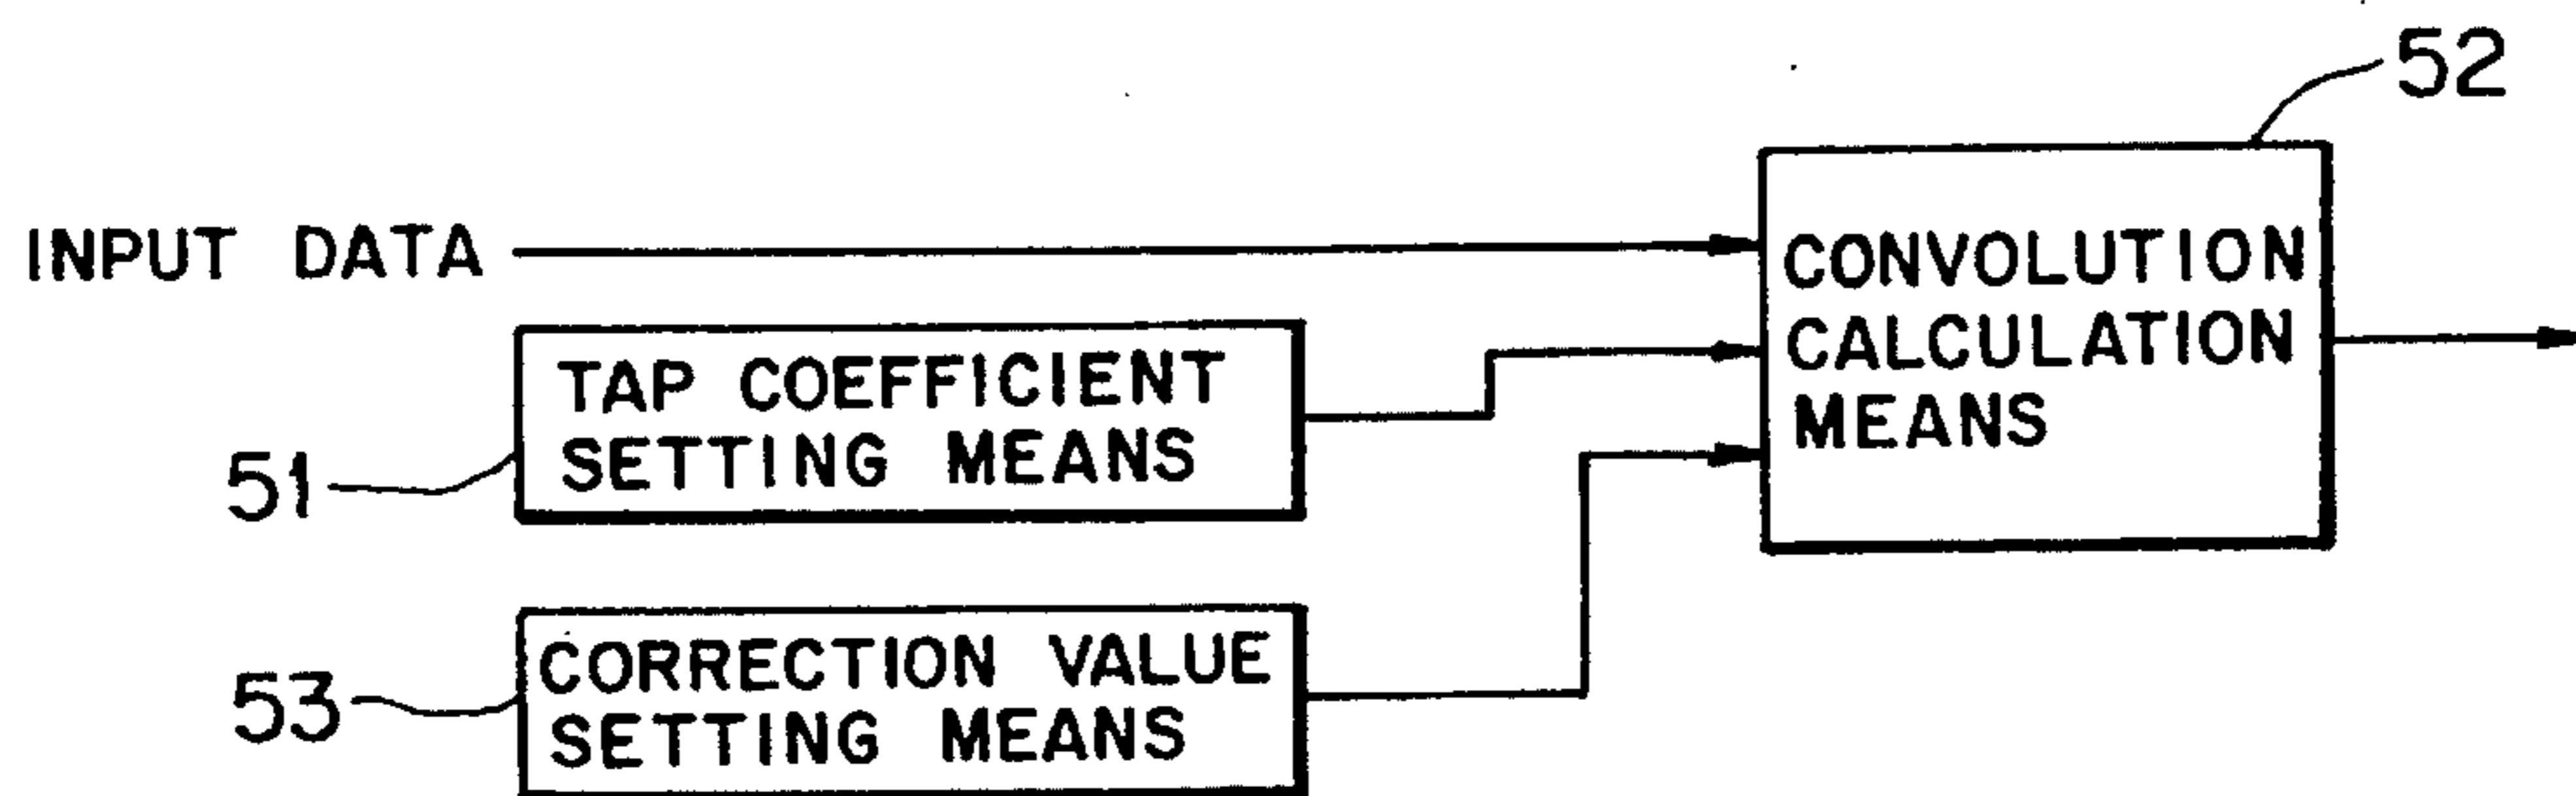 52
INPUT DATA
CONVOLUTION
CALCULATION
MEANS
TAP COEFFICIENT
SETTING MEANS
51
CORRECTION VALUE
SETTING MEANS
53